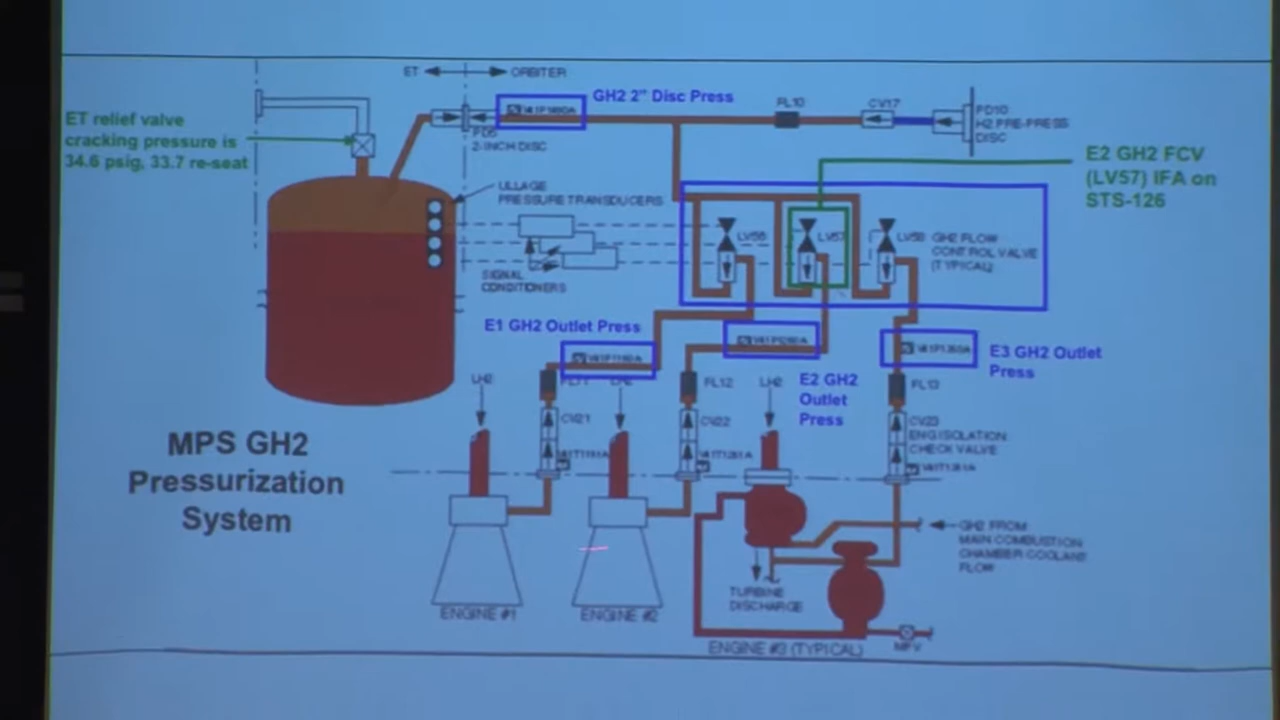 ET ORBITER
GH2 2" Disc Press
ET relief valve
cracking pressure is
34.6 psig, 33.7 re-seat
PD5
2-INCH DISC
FL10
CV17
PD10
H2 PRE-PRESS
DISC
E2 GH2 FCV
(LV57) IFA on
STS-126
ULLAGE
PRESSURE TRANSDUCERS
LV56
LV57
LV58
GH2 FLOW
CONTROL VALVE
(TYPICAL)
SIGNAL
CONDITIONERS
E1 GH2 Outlet Press
E2 GH2
Outlet
Press
E3 GH2 Outlet
Press
LH2
LH2
LH2
FL11
FL12
FL13
CV21
CV22
CV23
ENG ISOLATION
CHECK VALVE
MPS GH2
Pressurization
System
GH2 FROM
MAIN COMBUSTION
CHAMBER COOLANT
FLOW
TURBINE
DISCHARGE
ENGINE #1
ENGINE #2
ENGINE #3 (TYPICAL)
MFV